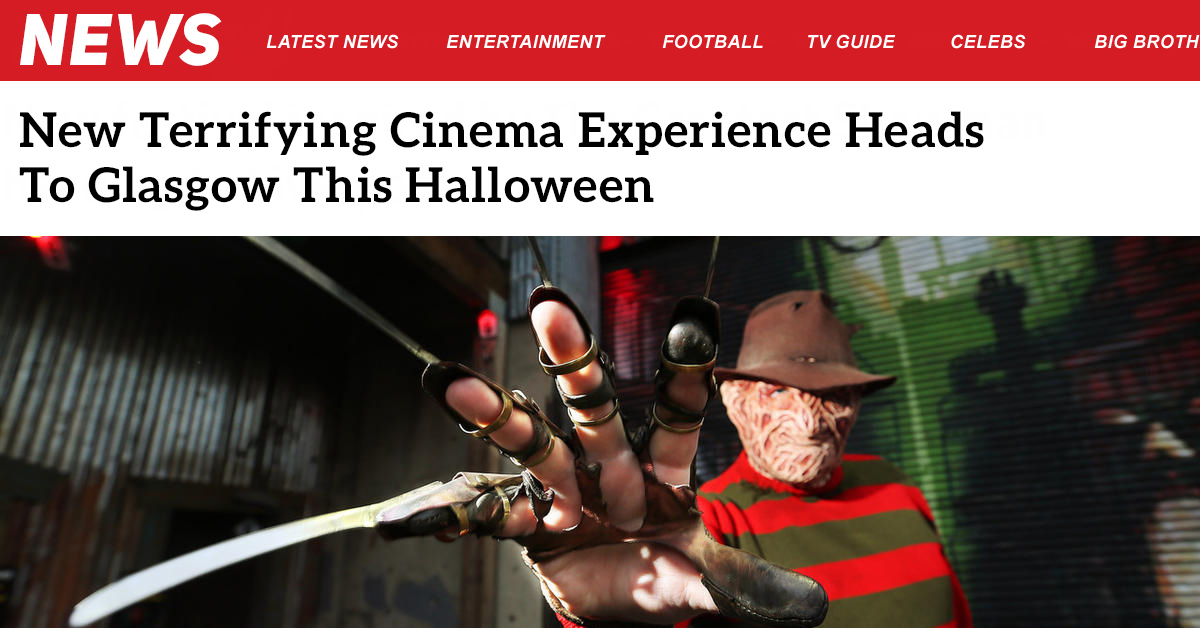 NEWS LATEST NEWS ENTERTAINMENT FOOTBALL TV GUIDE CELEBS BIG BROTH
New Terrifying Cinema Experience Heads
To Glasgow This Halloween